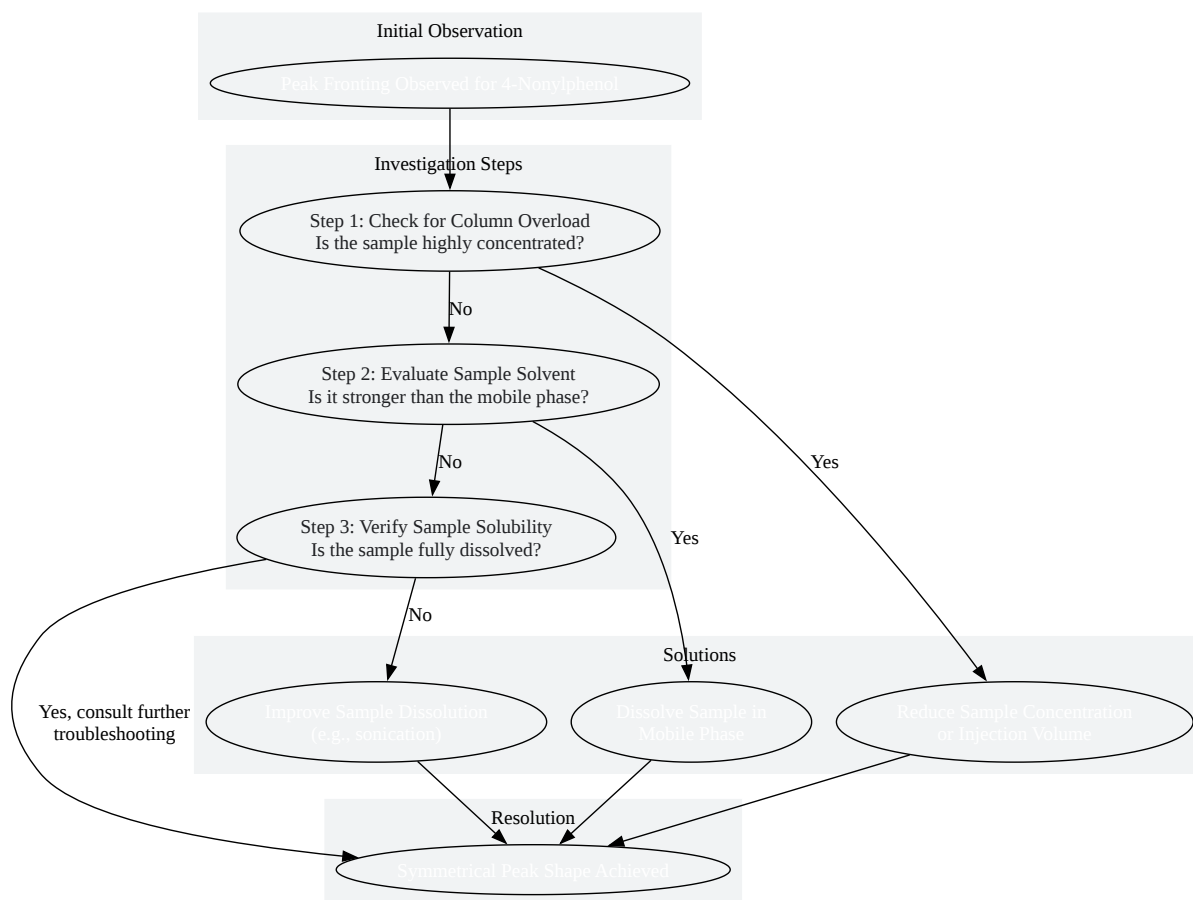 Initial Observation
Peak Fronting Observed for 4-Nonylphenol
Investigation Steps
Step 1: Check for Column Overload
Is the sample highly concentrated?
No
Step 2: Evaluate Sample Solvent
Is it stronger than the mobile phase?
No
Yes
Step 3: Verify Sample Solubility
Is the sample fully dissolved?
Yes
No
Solutions
Yes, consult further
troubleshooting
Improve Sample Dissolution
(e.g., sonication)
Dissolve Sample in
Mobile Phase
Reduce Sample Concentration
or Injection Volume
Resolution
Symmetrical Peak Shape Achieved